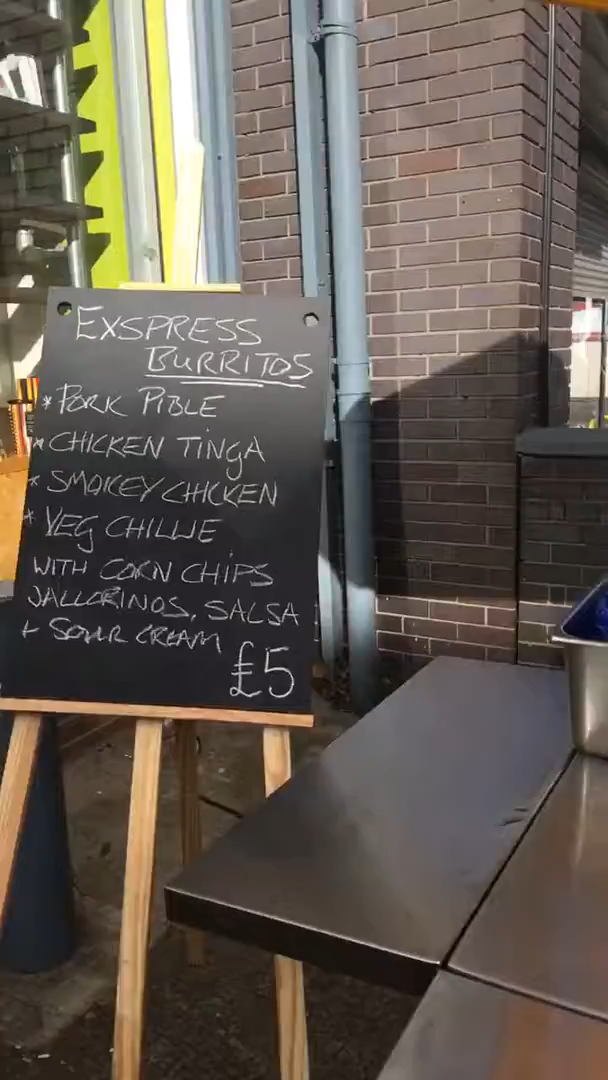 EXSPRESS
BURRITOS
* PORK PIBLE
* CHICKEN TINGA
* SMOKEY CHICKEN
* VEG CHILLIE
WITH CORN CHIPS
JALLORINOS, SALSA
+ SOUR CREAM
£5